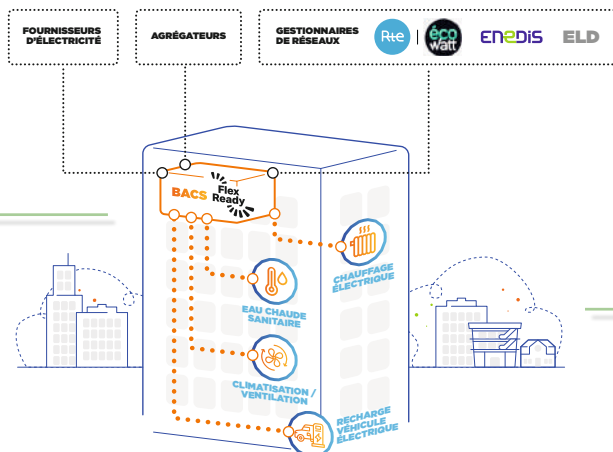 FOURNISSEURS
D'ÉLECTRICITÉ
AGRÉGATEURS
GESTIONNAIRES
DE RÉSEAUX
Rte
éco
watt
ENEDIS
ELD
BACS
Flex
Ready
CHAUFFAGE
ÉLECTRIQUE
EAU CHAUDE
SANITAIRE
CLIMATISATION /
VENTILATION
RECHARGE
VÉHICULE
ÉLECTRIQUE